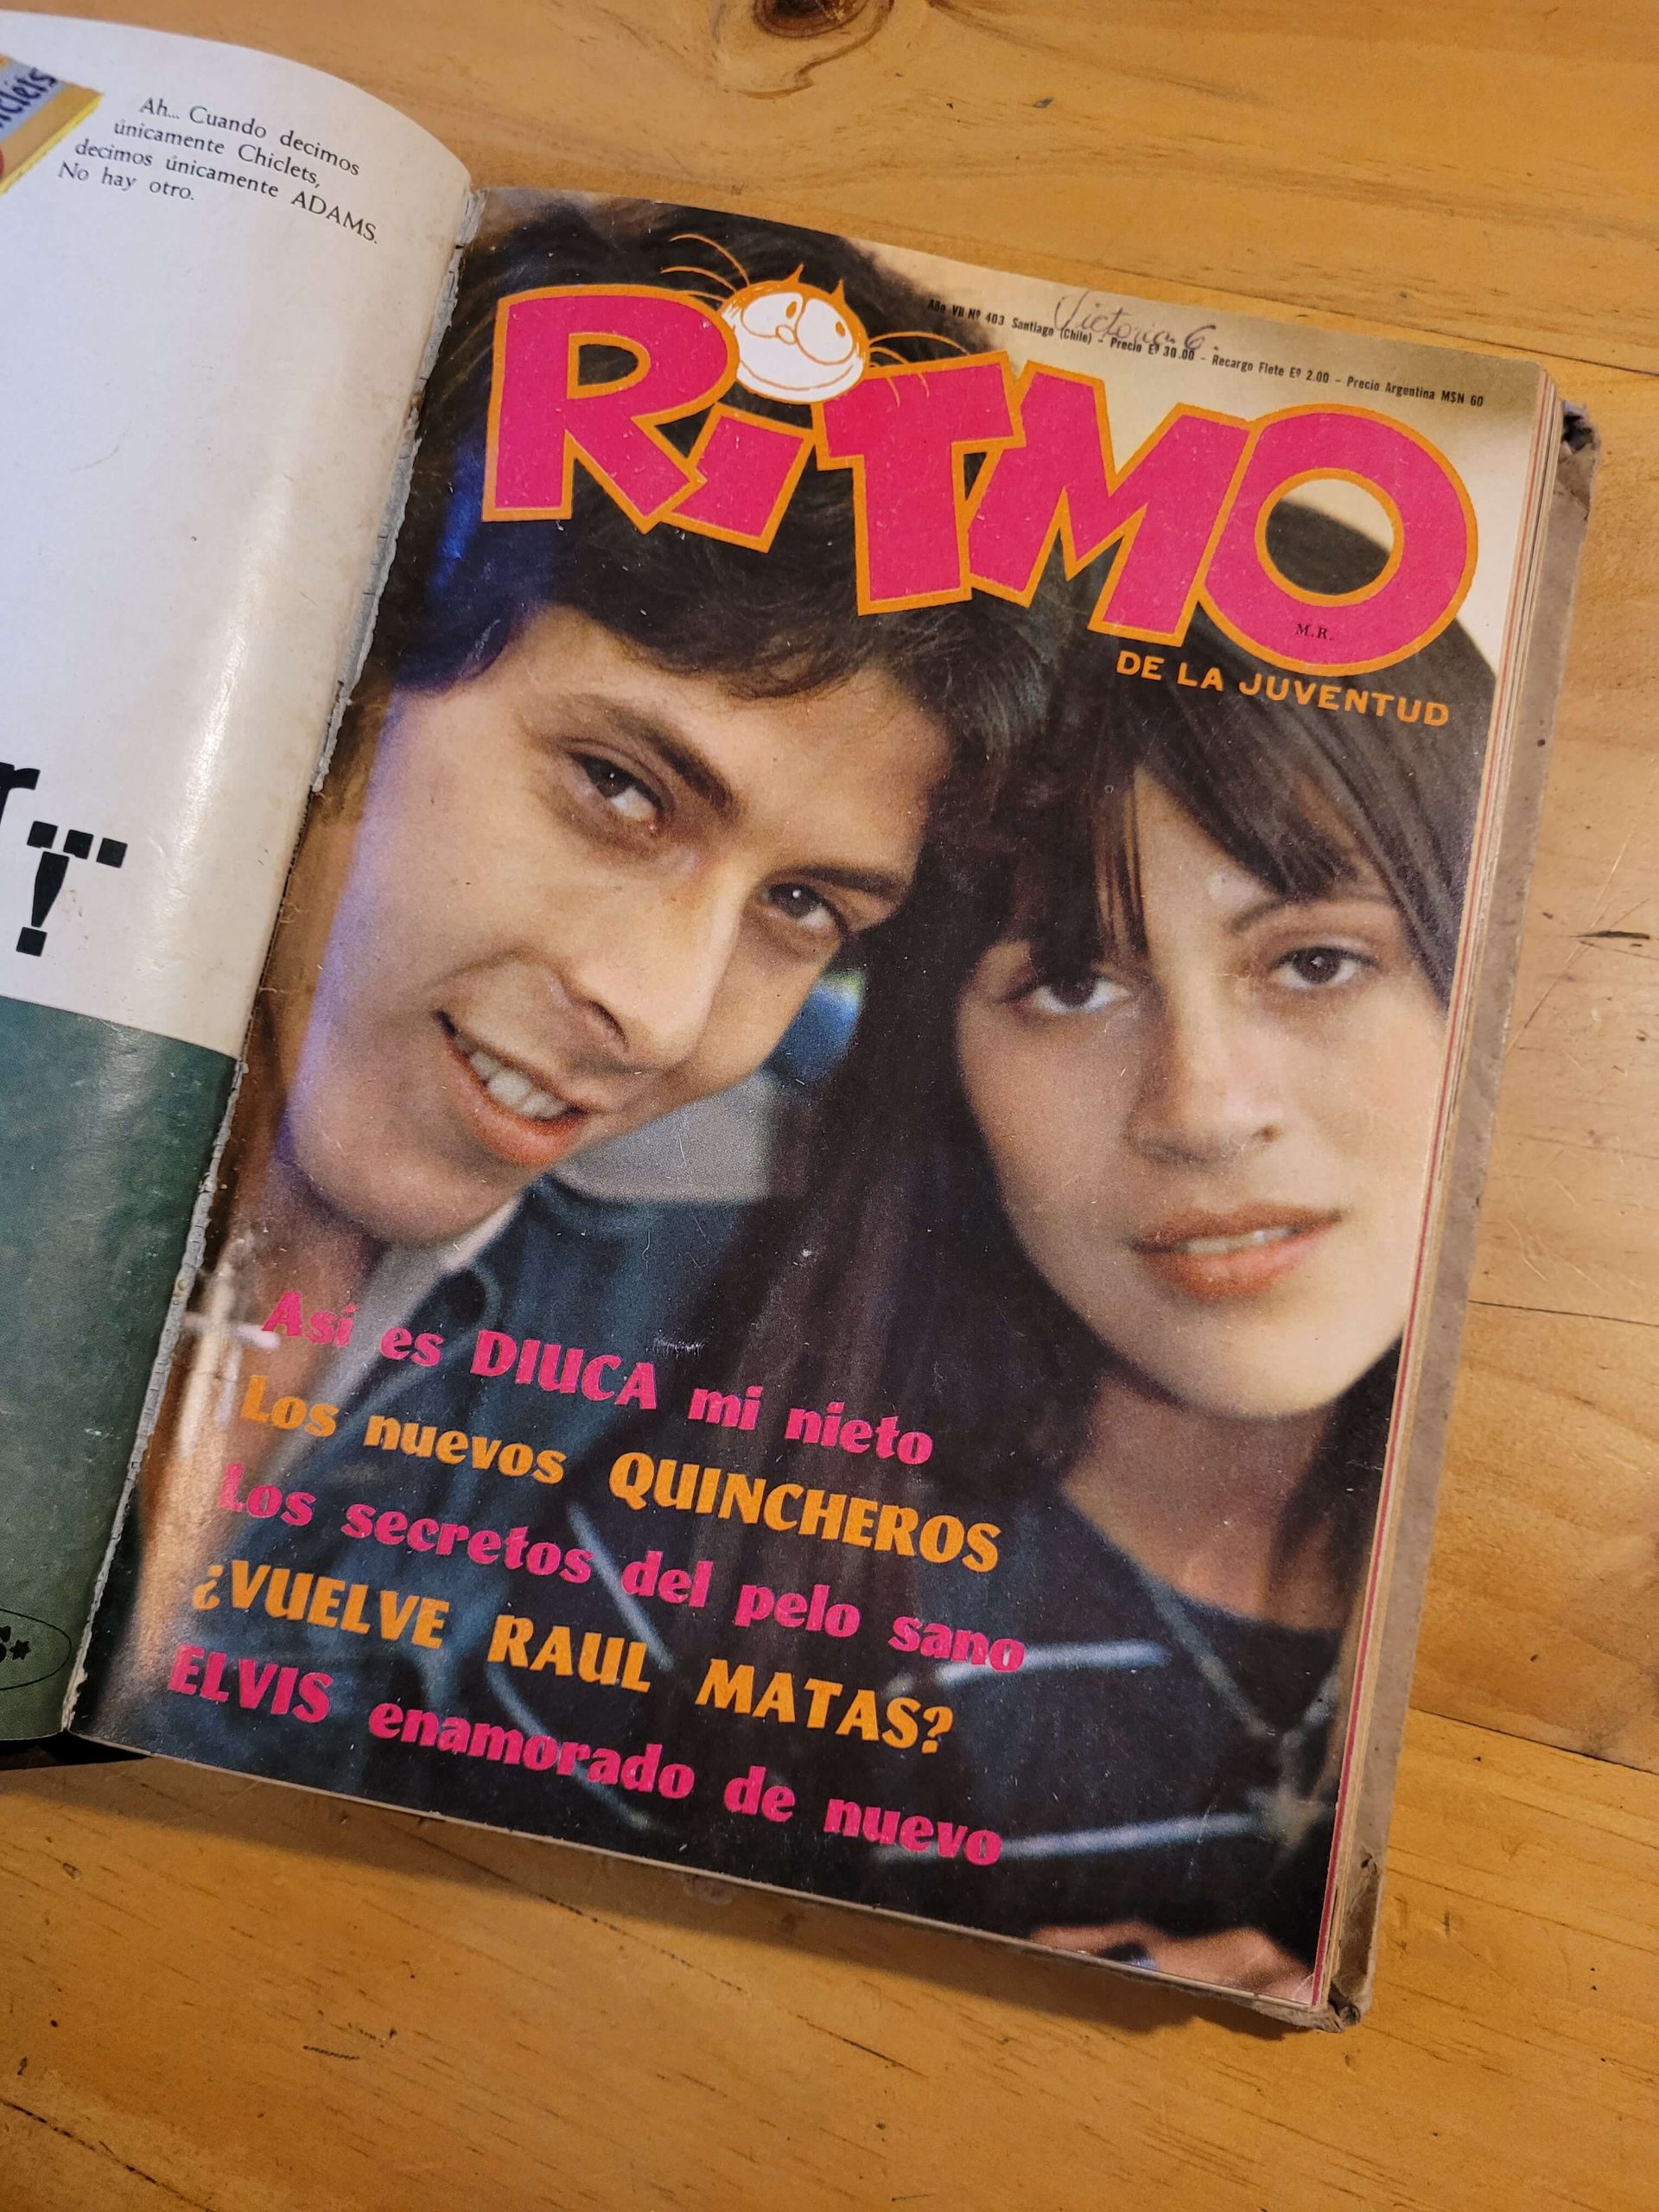 Ah... Cuando decimos
únicamente Chiclets,
decimos únicamente ADAMS.
No hay otro.
Año VII Nº 403 Santiago (Chile) - Precio Eº 30.00 - Recargo Flete Eº 2.00 - Precio Argentina M$N 60
RiTMO
M.R.
DE LA JUVENTUD
Así es DIUCA mi nieto
Los nuevos QUINCHEROS
Los secretos del pelo sano
¿VUELVE RAUL MATAS?
ELVIS enamorado de nuevo